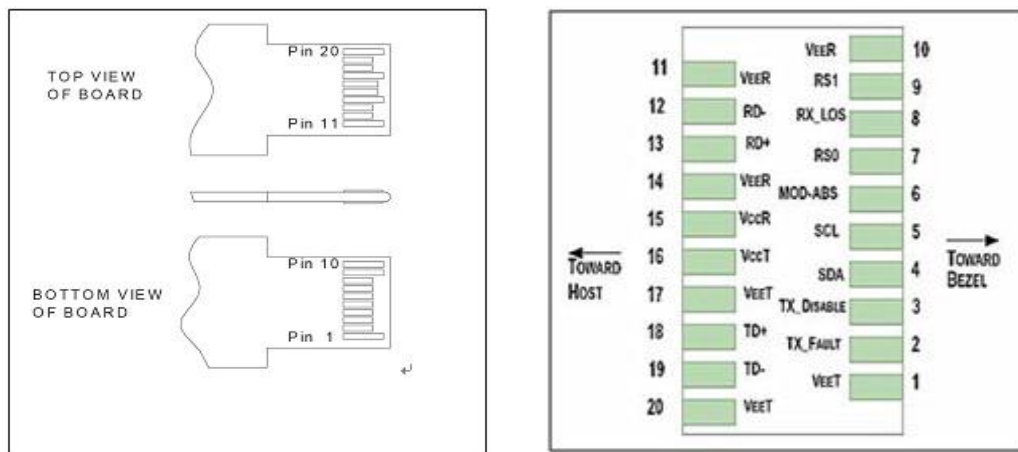 Pin 20
TOP VIEW
OF BOARD
Pin 11
Pin 10
BOTTOM VIEW
OF BOARD
Pin 1
VEER 10
11 VEER
RS1 9
12 RD-
RX_LOS 8
13 RD+
RS0 7
14 VEER
MOD-ABS 6
15 VCCR
SCL 5
16 VCCT
TOWARD
HOST
TOWARD
BEZEL
SDA 4
17 VEET
TX_DISABLE 3
18 TD+
TX_FAULT 2
19 TD-
VEET 1
20 VEET